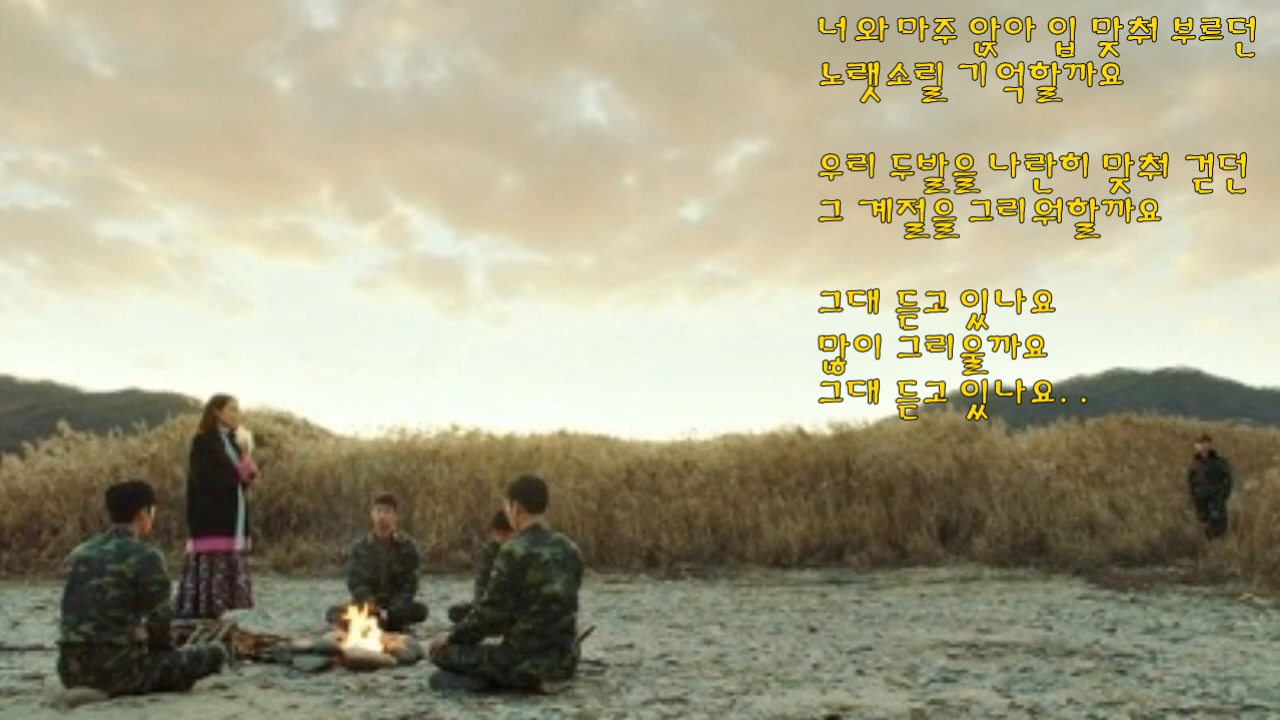 너와 마주 앉아 입 맞춰 부르던
노랫소릴 기억할까요
우리 두발을 나란히 맞춰 걷던
그 계절을 그리워할까요
그대 듣고 있나요
많이 그리울까요
그대 듣고 있나요..